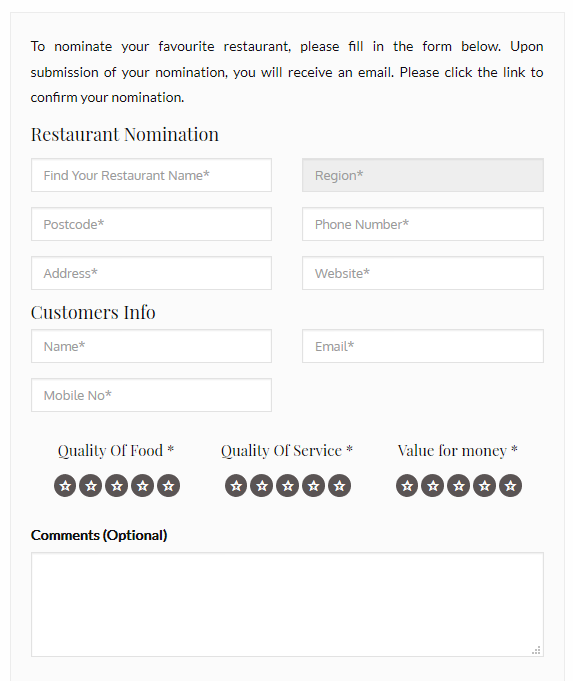 To nominate your favourite restaurant, please fill in the form below. Upon
submission of your nomination, you will receive an email. Please click the link to
confirm your nomination.
Restaurant Nomination
Find Your Restaurant Name* Region*
Postcode* Phone Number*
Address* Website*
Customers Info
Name* Email*
Mobile No*
Quality Of Food * Quality Of Service * Value for money *
Comments (Optional)